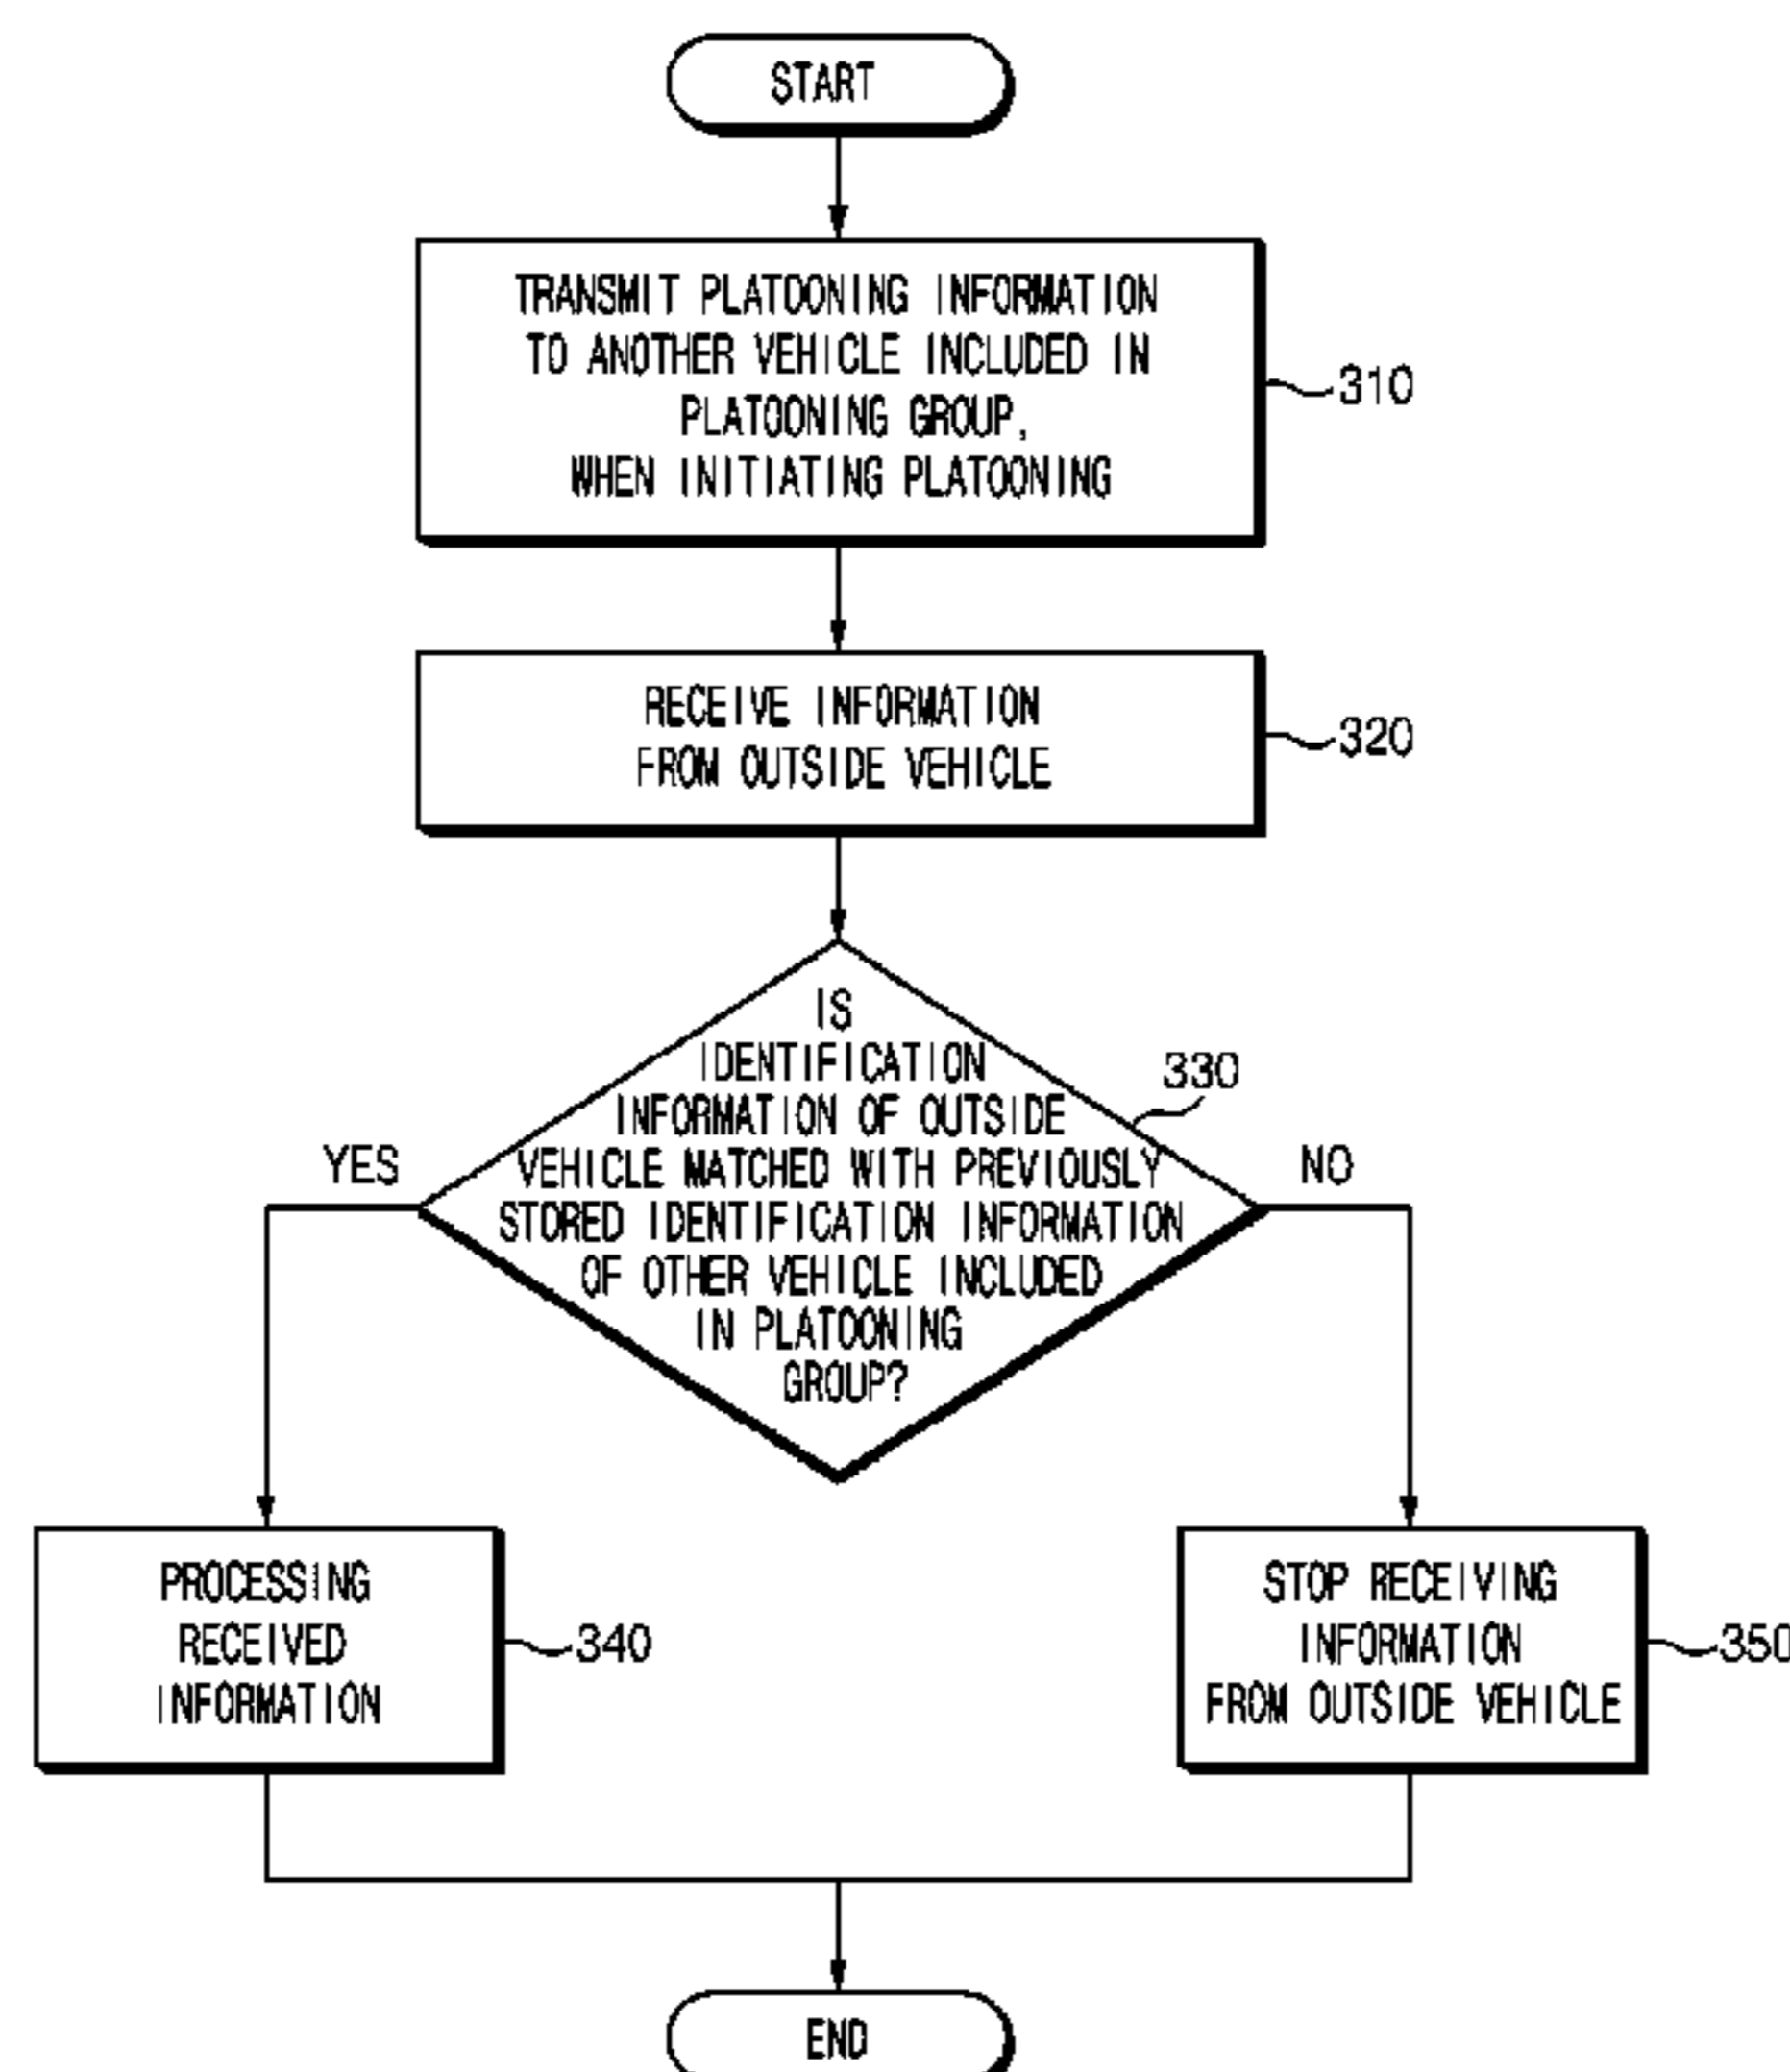 START
TRANSMIT PLATOONING INFORMATION
TO ANOTHER VEHICLE INCLUDED IN
PLATOONING GROUP,
WHEN INITIATING PLATOONING
310
RECEIVE INFORMATION
FROM OUTSIDE VEHICLE
320
IS
IDENTIFICATION
INFORMATION OF OUTSIDE
VEHICLE MATCHED WITH PREVIOUSLY
STORED IDENTIFICATION INFORMATION
OF OTHER VEHICLE INCLUDED
IN PLATOONING
GROUP?
330
YES
NO
PROCESSING
RECEIVED
INFORMATION
340
STOP RECEIVING
INFORMATION
FROM OUTSIDE VEHICLE
350
END